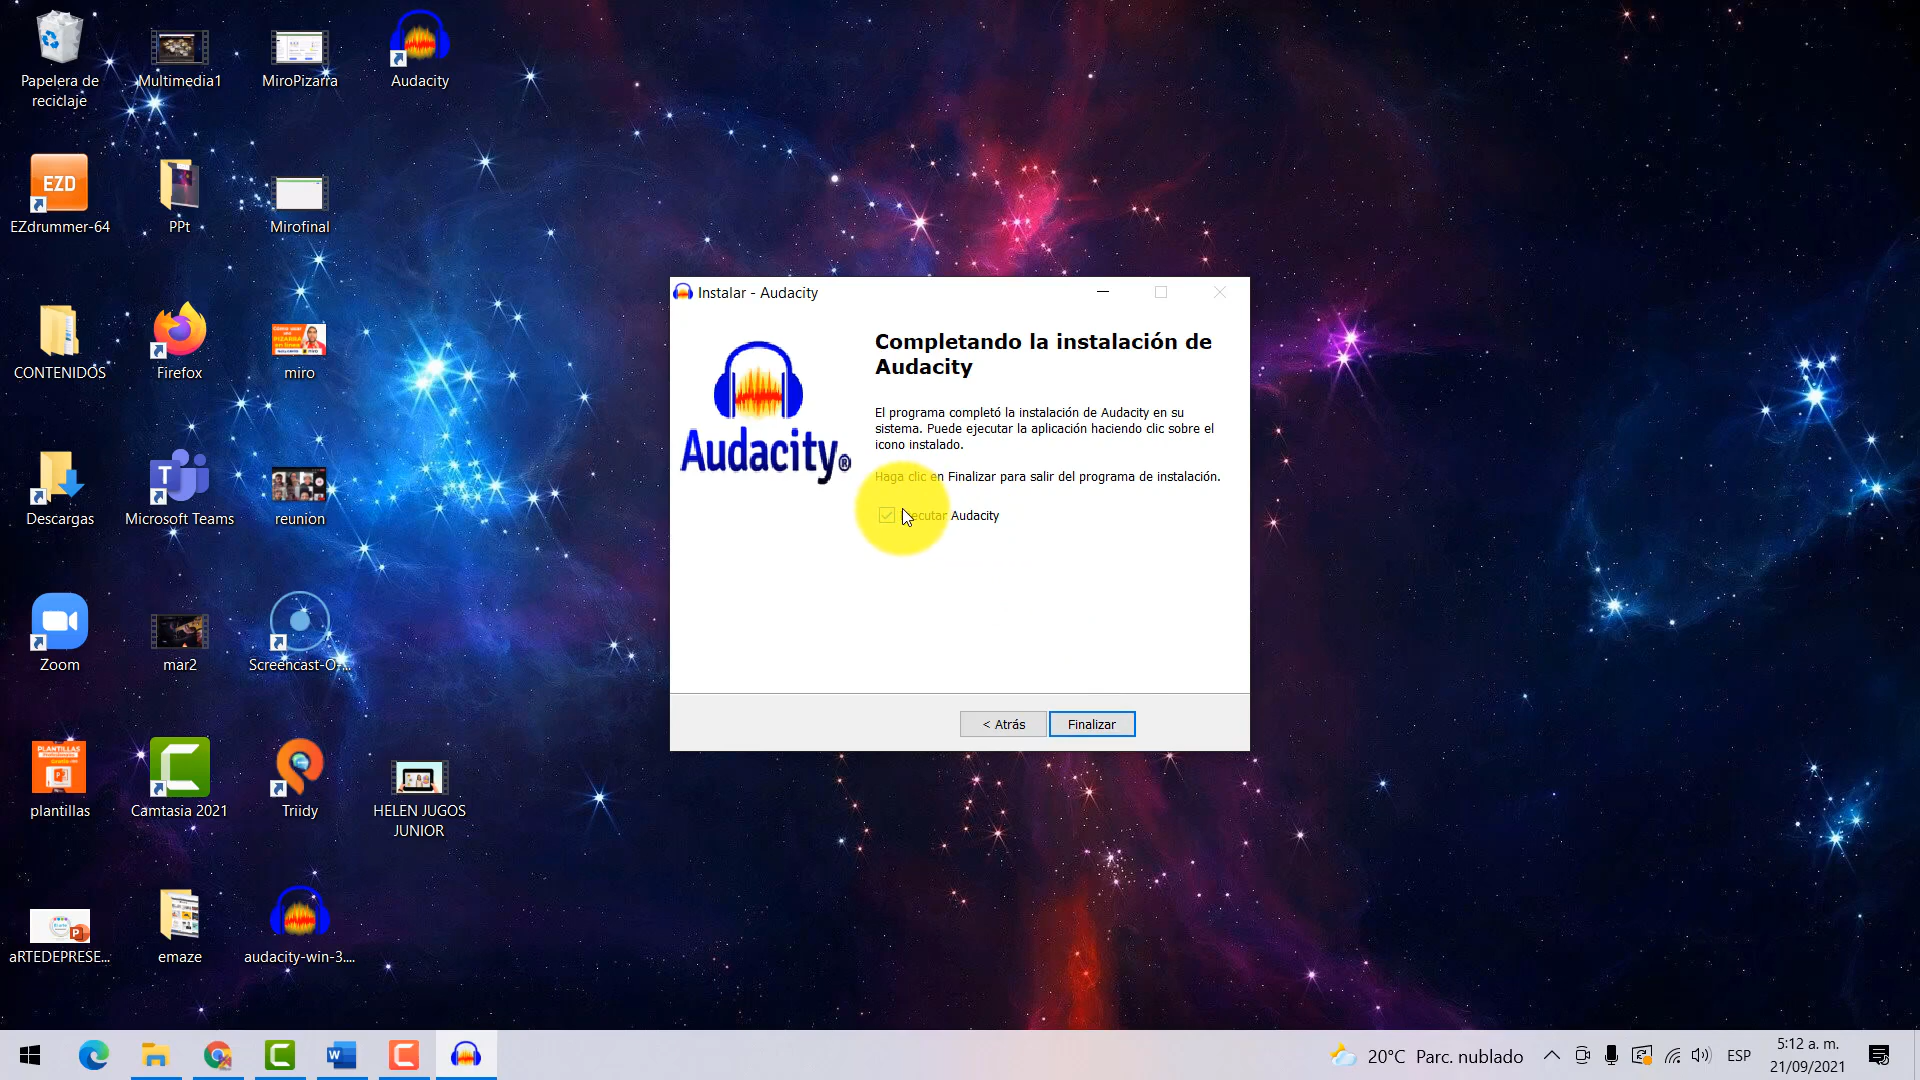 Papelera de
reciclaje
Multimedia1
MiroPizarra
Audacity
EZD
EZdrummer-64
PPt
Mirofinal
CONTENIDOS
Firefox
miro
Descargas
Microsoft Teams
reunion
Zoom
mar2
Screencast-O-...
PLANTILLAS
plantillas
Camtasia 2021
Triidy
HELEN JUGOS
JUNIOR
aRTEDEPRESE...
emaze
audacity-win-3....
Instalar - Audacity
Audacity®
Completando la instalación de
Audacity
El programa completó la instalación de Audacity en su
sistema. Puede ejecutar la aplicación haciendo clic sobre el
icono instalado.
Haga clic en Finalizar para salir del programa de instalación.
Ejecutar Audacity
< Atrás
Finalizar
20°C Parc. nublado
ESP
5:12 a. m.
21/09/2021